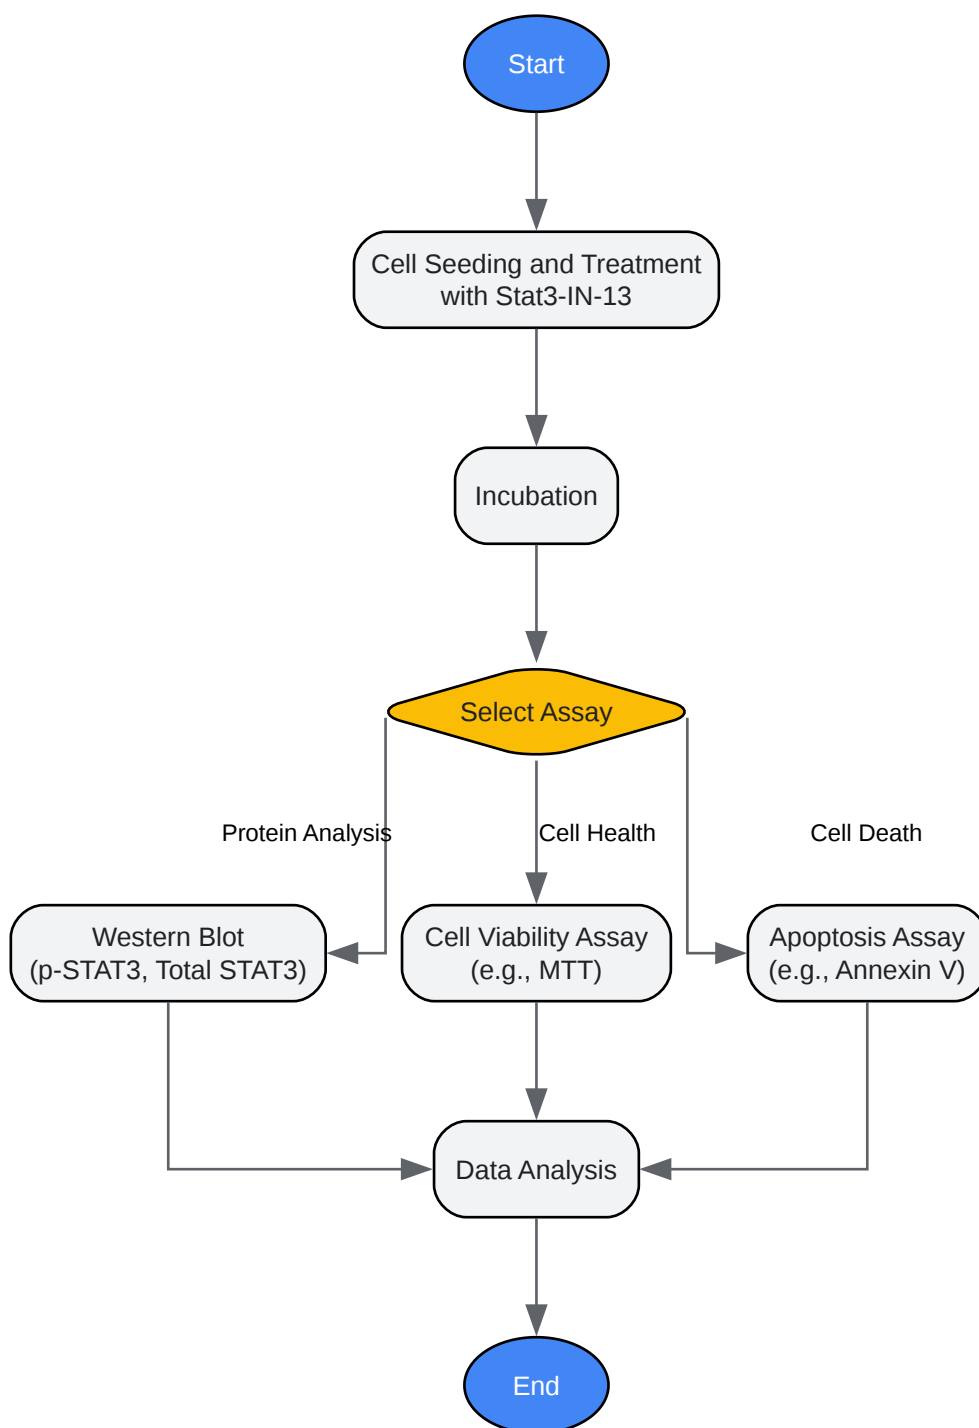 Start
Cell Seeding and Treatment
with Stat3-IN-13
Incubation
Select Assay
Protein Analysis
Cell Health
Cell Death
Western Blot
(p-STAT3, Total STAT3)
Cell Viability Assay
(e.g., MTT)
Apoptosis Assay
(e.g., Annexin V)
Data Analysis
End